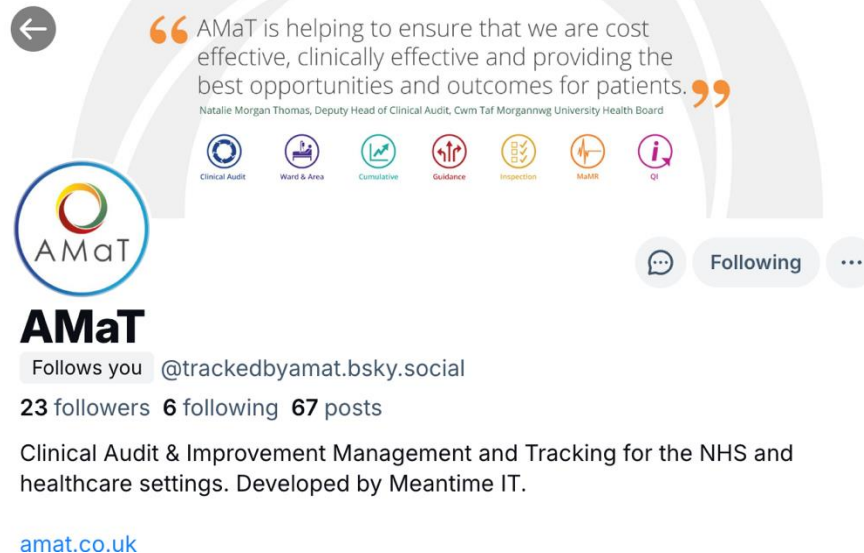 “ AMaT is helping to ensure that we are cost
effective, clinically effective and providing the
best opportunities and outcomes for patients. ”
Natalie Morgan Thomas, Deputy Head of Clinical Audit, Cwm Taf Morgannwg University Health Board
Clinical Audit Ward & Area Cumulative Guidance Inspection MaMR QI
AMaT
Following
AMaT
Follows you @trackedbyamat.bsky.social
23 followers 6 following 67 posts
Clinical Audit & Improvement Management and Tracking for the NHS and
healthcare settings. Developed by Meantime IT.
amat.co.uk